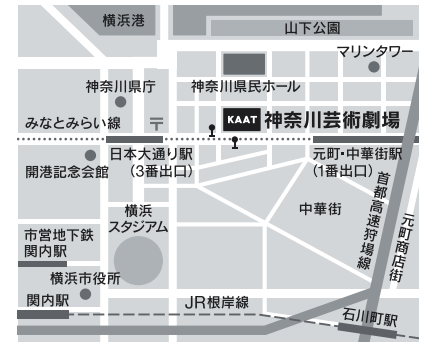 横浜港
山下公園
マリンタワー
神奈川県庁
神奈川県民ホール
KAAT 神奈川芸術劇場
みなとみらい線
〒
日本大通り駅
(3番出口)
元町・中華街駅
(1番出口)
開港記念会館
首都高速狩場線
元町商店街
中華街
横浜
スタジアム
市営地下鉄
関内駅
横浜市役所
関内駅
JR根岸線
石川町駅